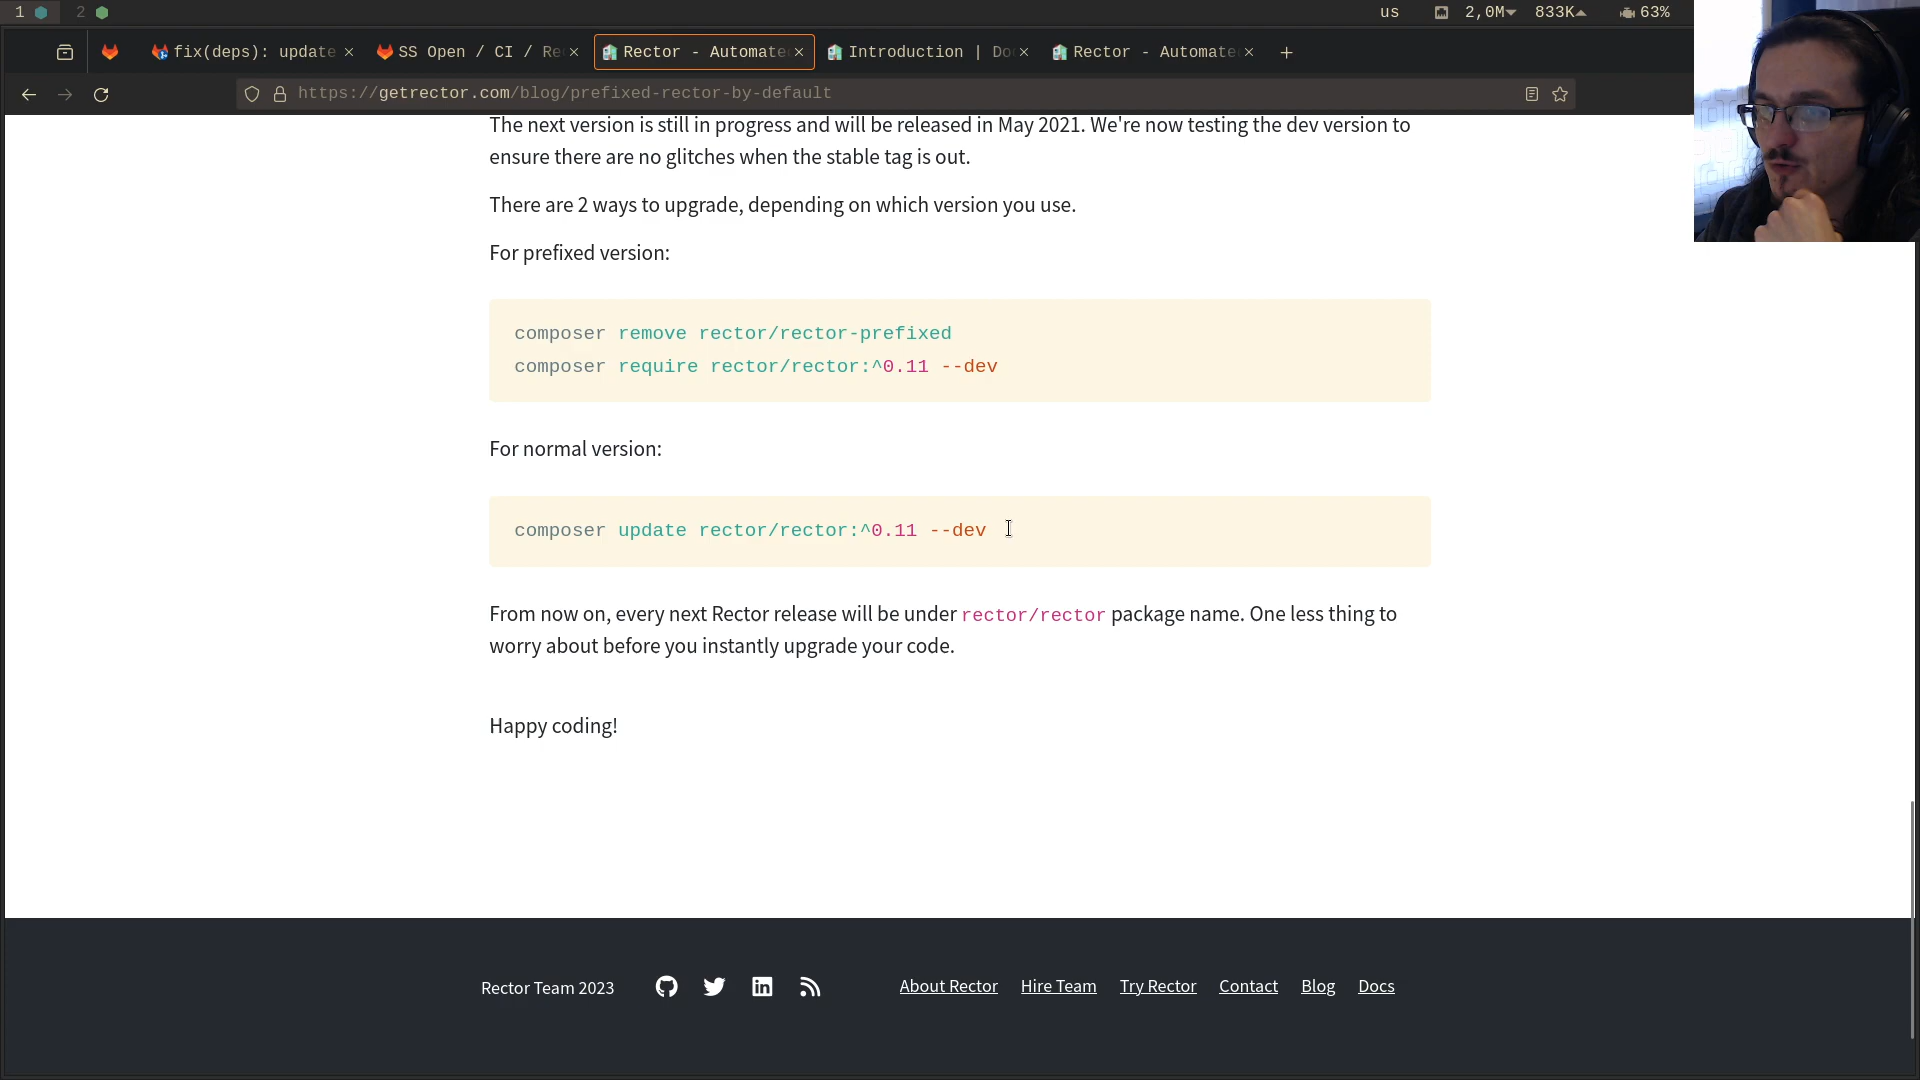 1 2 us 2,0M 833K 63%
fix(deps): update × SS Open / CI / Re × Rector - Automate × Introduction | Do × Rector - Automate × +
https://getrector.com/blog/prefixed-rector-by-default
The next version is still in progress and will be released in May 2021. We're now testing the dev version to
ensure there are no glitches when the stable tag is out.
There are 2 ways to upgrade, depending on which version you use.
For prefixed version:
composer remove rector/rector-prefixed
composer require rector/rector:^0.11 --dev
For normal version:
composer update rector/rector:^0.11 --dev
From now on, every next Rector release will be under rector/rector package name. One less thing to
worry about before you instantly upgrade your code.
Happy coding!
Rector Team 2023 About Rector Hire Team Try Rector Contact Blog Docs